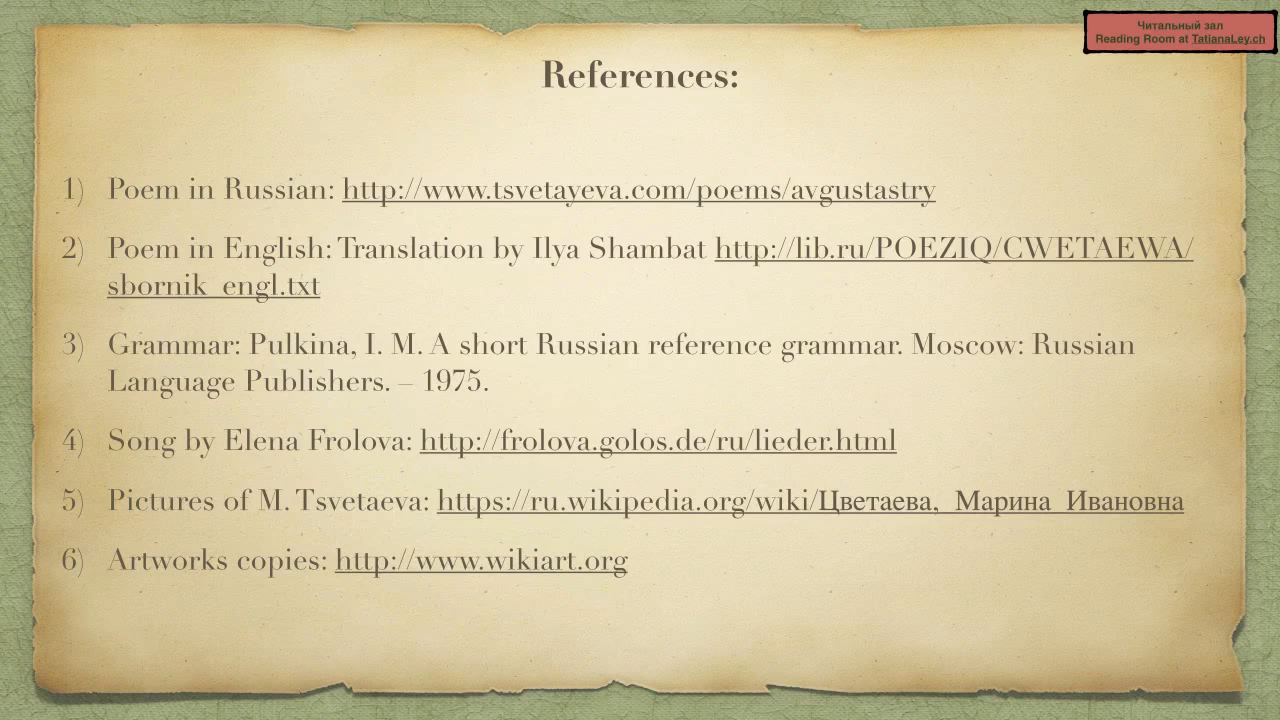 Читальный зал
Reading Room at TatianaLey.ch
References:
1) Poem in Russian: http://www.tsvetayeva.com/poems/avgustastry
2) Poem in English: Translation by Ilya Shambat http://lib.ru/POEZIQ/CWETAEWA/
sbornik_engl.txt
3) Grammar: Pulkina, I. M. A short Russian reference grammar. Moscow: Russian
Language Publishers. – 1975.
4) Song by Elena Frolova: http://frolova.golos.de/ru/lieder.html
5) Pictures of M. Tsvetaeva: https://ru.wikipedia.org/wiki/Цветаева,_Марина_Ивановна
6) Artworks copies: http://www.wikiart.org